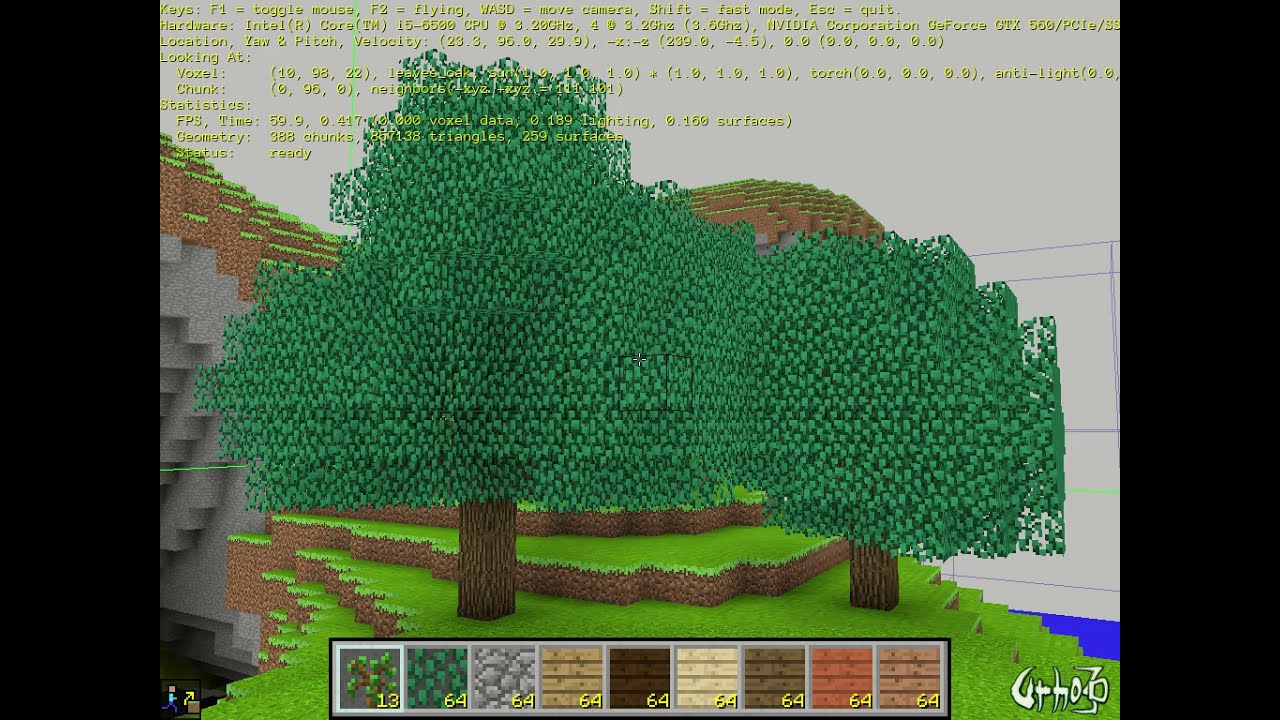 Keys: F1 = toggle mouse, F2 = flying, WASD = move camera, Shift = fast mode, Esc = quit.
Hardware: Intel(R) Core(TM) i5-6500 CPU @ 3.20GHz, 4 @ 3.2Ghz (3.6Ghz), NVIDIA Corporation GeForce GTX 560/PCIe/SS
Location, Yaw & Pitch, Velocity: (23.3, 96.0, 29.9), -x:-z (239.0, -4.5), 0.0 (0.0, 0.0, 0.0)
Looking At:
Voxel: (10, 98, 22), leaves_oak, sun(1.0, 1.0, 1.0) * (1.0, 1.0, 1.0), torch(0.0, 0.0, 0.0), anti-light(0.0,
Chunk: (0, 96, 0), neighbors(-xyz,+xyz = 111,101)
Statistics:
FPS, Time: 59.9, 0.417 (0.000 voxel data; 0.189 lighting, 0.160 surfaces)
Geometry: 388 chunks, 857138 triangles, 259 surfaces
Status: ready
13 64 64 64 64 64 64 64 64